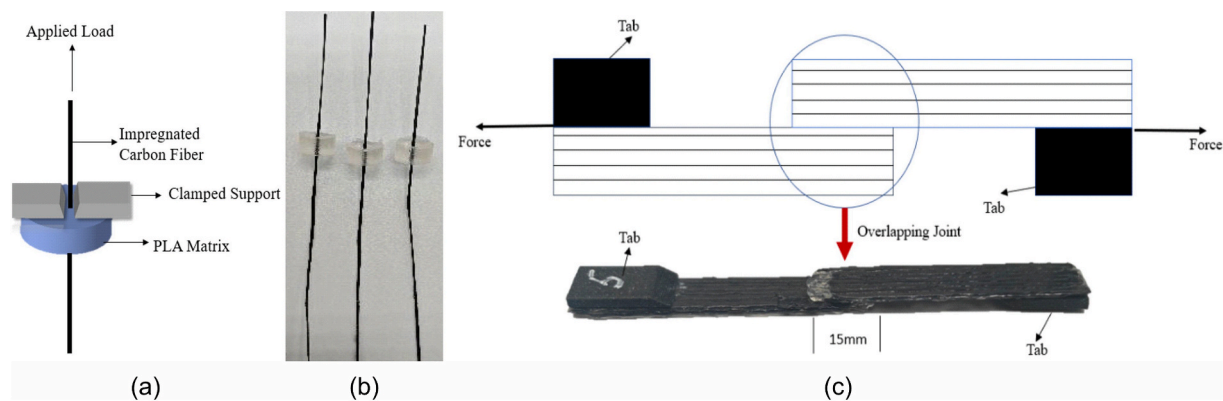 Applied Load
Impregnated
Carbon Fiber
Clamped Support
PLA Matrix
(a)
(b)
Tab
Force
Force
Tab
Overlapping Joint
Tab
5
15mm
Tab
(c)